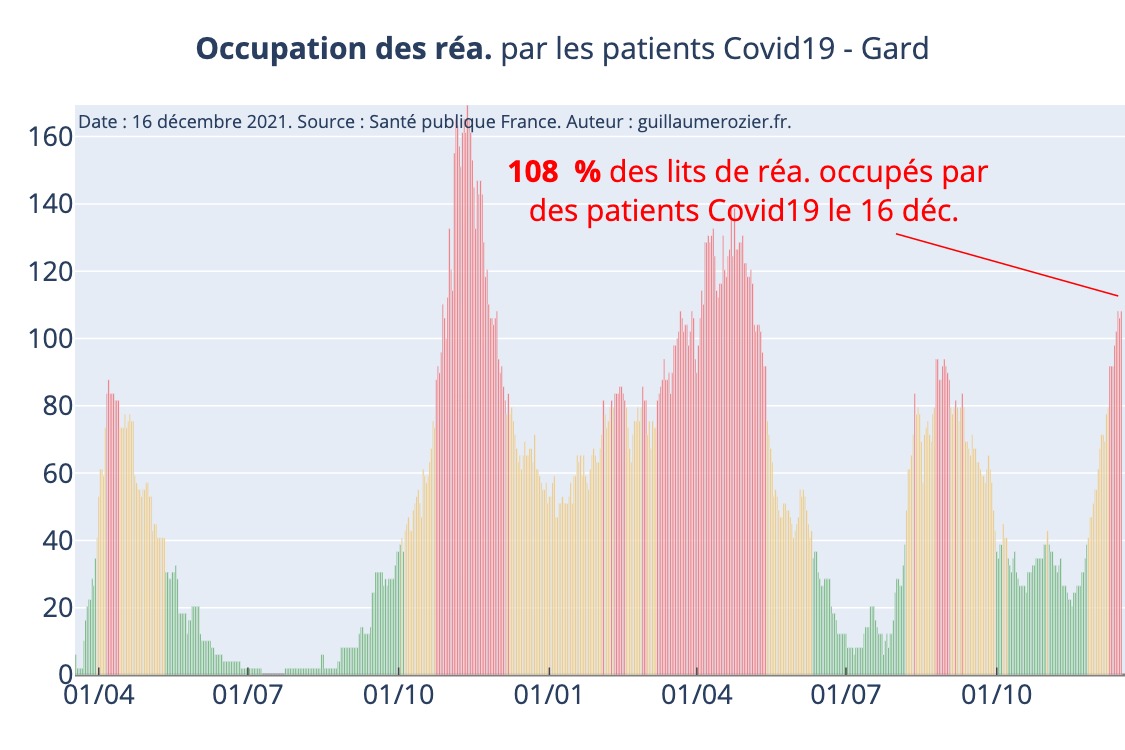 Occupation des réa. par les patients Covid19 - Gard
Date : 16 décembre 2021. Source : Santé publique France. Auteur : guillaumerozier.fr.
108 % des lits de réa. occupés par
des patients Covid19 le 16 déc.
160
140
120
100
80
60
40
20
0
01/04 01/07 01/10 01/01 01/04 01/07 01/10